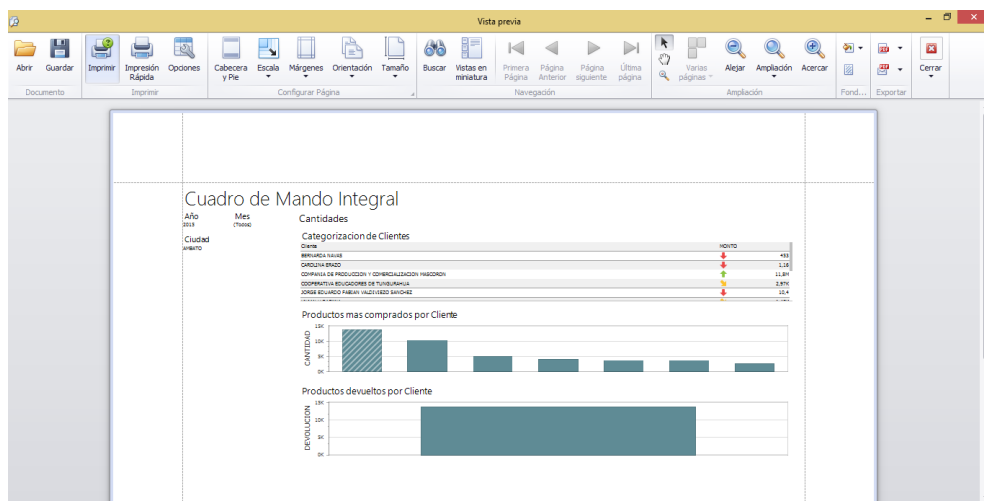 Vista previa
Abrir
Guardar
Imprimir
Impresión Rápida
Opciones
Cabecera y Pie
Escala
Márgenes
Orientación
Tamaño
Buscar
Vistas en miniatura
Primera Página
Página Anterior
Página siguiente
Última página
Varias páginas
Alejar
Ampliación
Acercar
Cerrar
Documento
Imprimir
Configurar Página
Navegación
Ampliación
Fond...
Exportar
Cuadro de Mando Integral
Año
Mes
Cantidades
2013
(Todos)
Ciudad
AMBATO
Categorizacion de Clientes
Cliente
MONTO
BERNARDA NAVAS
433
CAROLINA ERAZO
1,16
COMPANIA DE PRODUCCION Y COMERCIALIZACION MASCORON
11,8M
COOPERATIVA EDUCADORES DE TUNGURAHUA
2,97K
JORGE EDUARDO FABIAN VALDIVIEZO SANCHEZ
10,4
Productos mas comprados por Cliente
CANTIDAD
15K
10K
5K
0K
Productos devueltos por Cliente
DEVOLUCION
15K
10K
5K
0K